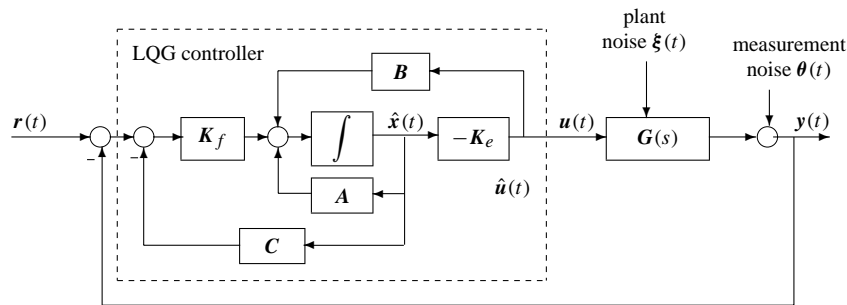 plant
noise ξ(t)
measurement
noise θ(t)
LQG controller
B
r(t)
K_f
∫
x̂(t)
−K_e
u(t)
G(s)
y(t)
−
−
A
û(t)
C